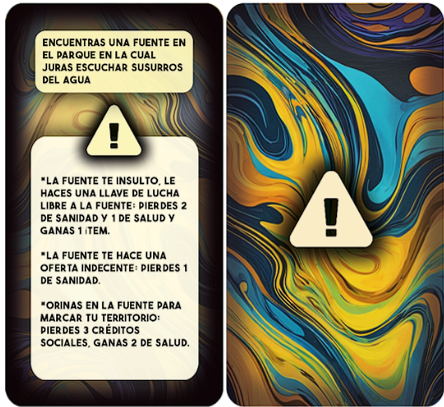 ENCUENTRAS UNA FUENTE EN
EL PARQUE EN LA CUAL
JURAS ESCUCHAR SUSURROS
DEL AGUA
!
*LA FUENTE TE INSULTO, LE
HACES UNA LLAVE DE LUCHA
LIBRE A LA FUENTE: PIERDES 2
DE SANIDAD Y 1 DE SALUD Y
GANAS 1 ITEM.
*LA FUENTE TE HACE UNA
OFERTA INDECENTE: PIERDES 1
DE SANIDAD.
*ORINAS EN LA FUENTE PARA
MARCAR TU TERRITORIO:
PIERDES 3 CRÉDITOS
SOCIALES, GANAS 2 DE SALUD.
!